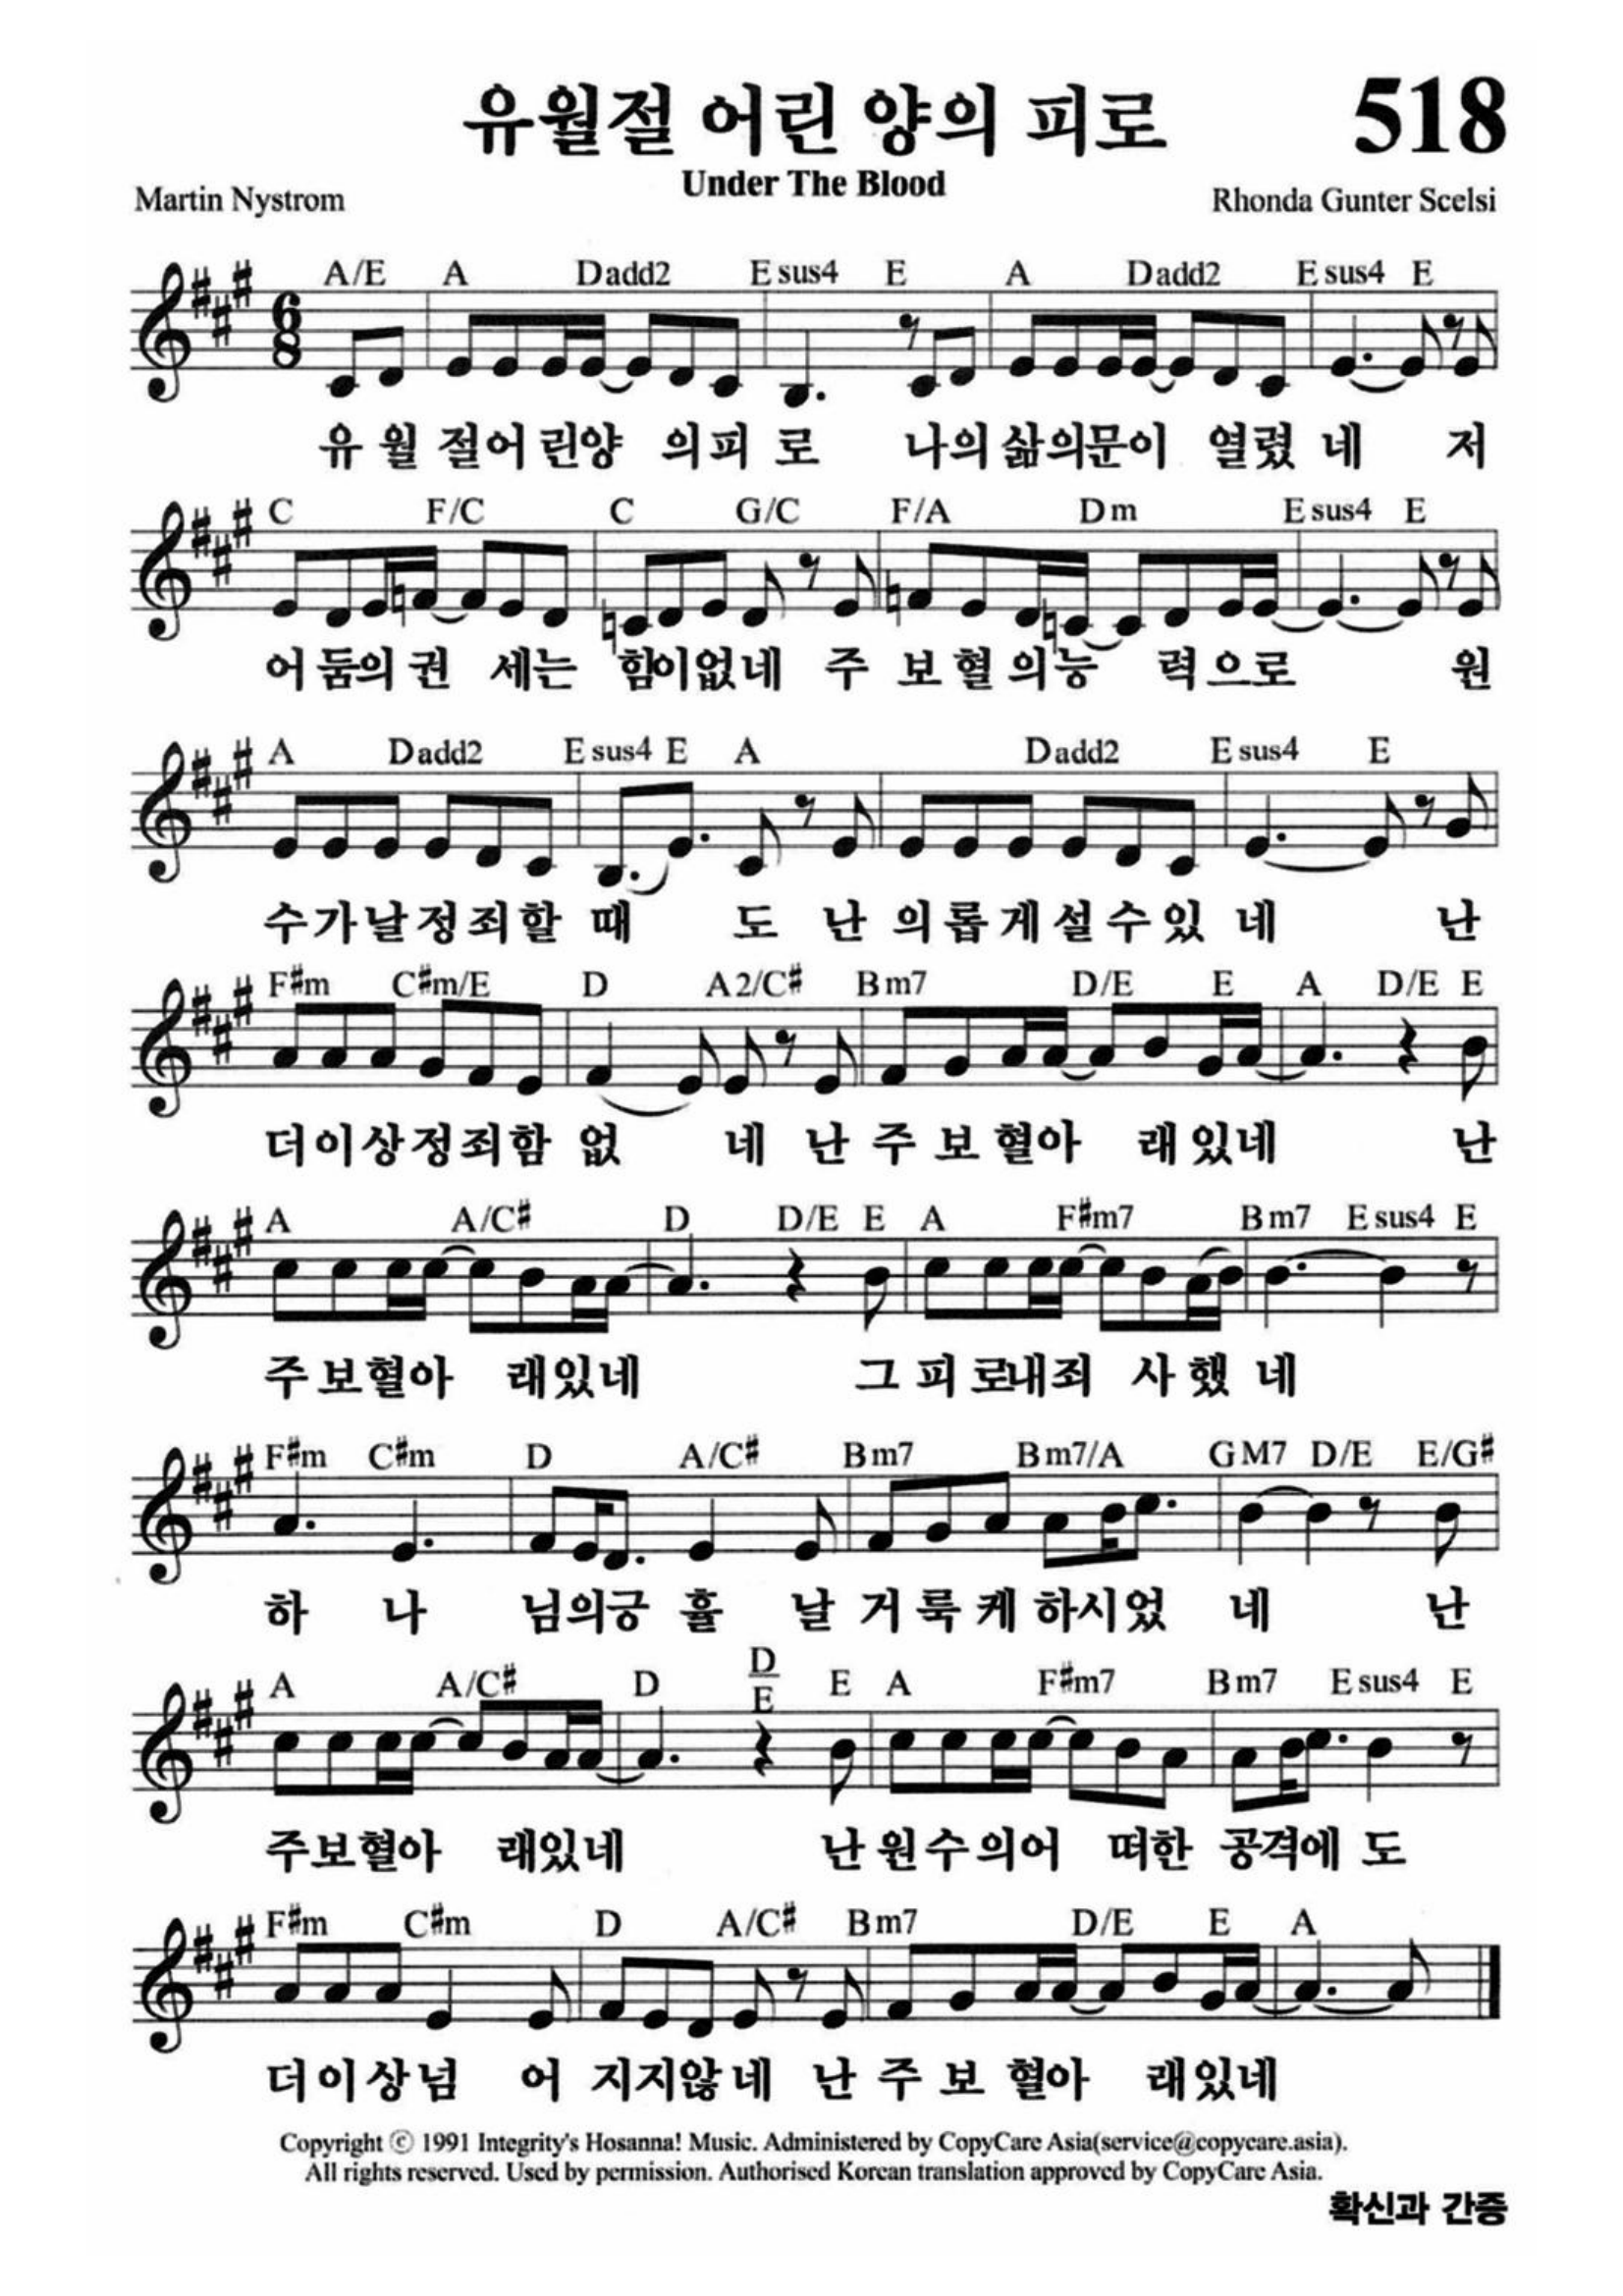 유월절 어린 양의 피로 518
Under The Blood
Martin Nystrom Rhonda Gunter Scelsi
A/E A Dadd2 Esus4 E A Dadd2 Esus4 E
6
8
유 월 절어 린양 의피 로 나의 삶의문이 열렸 네 저
C F/C C G/C F/A Dm Esus4 E
어 둠의 권 세는 힘이없네 주 보 혈 의능 력으로 원
A Dadd2 Esus4 E A Dadd2 Esus4 E
수가날정죄할 때 도 난 의롭게설수있 네 난
F#m C#m/E D A2/C# Bm7 D/E E A D/E E
더이상정죄함 없 네 난 주 보 혈아 래있네 난
A A/C# D D/E E A F#m7 Bm7 Esus4 E
주보혈아 래있네 그 피 로내죄 사했 네
F#m C#m D A/C# Bm7 Bm7/A GM7 D/E E/G#
하 나 님의긍 휼 날 거룩케 하시었 네 난
A A/C# D D/E E A F#m7 Bm7 Esus4 E
주보혈아 래있네 난 원수의어 떠한 공격에 도
F#m C#m D A/C# Bm7 D/E E A
더이상넘 어 지지않네 난 주 보 혈아 래있네
Copyright ⓒ 1991 Integrity's Hosanna! Music. Administered by CopyCare Asia(service@copycare.asia).
All rights reserved. Used by permission. Authorised Korean translation approved by CopyCare Asia.
확신과 간증